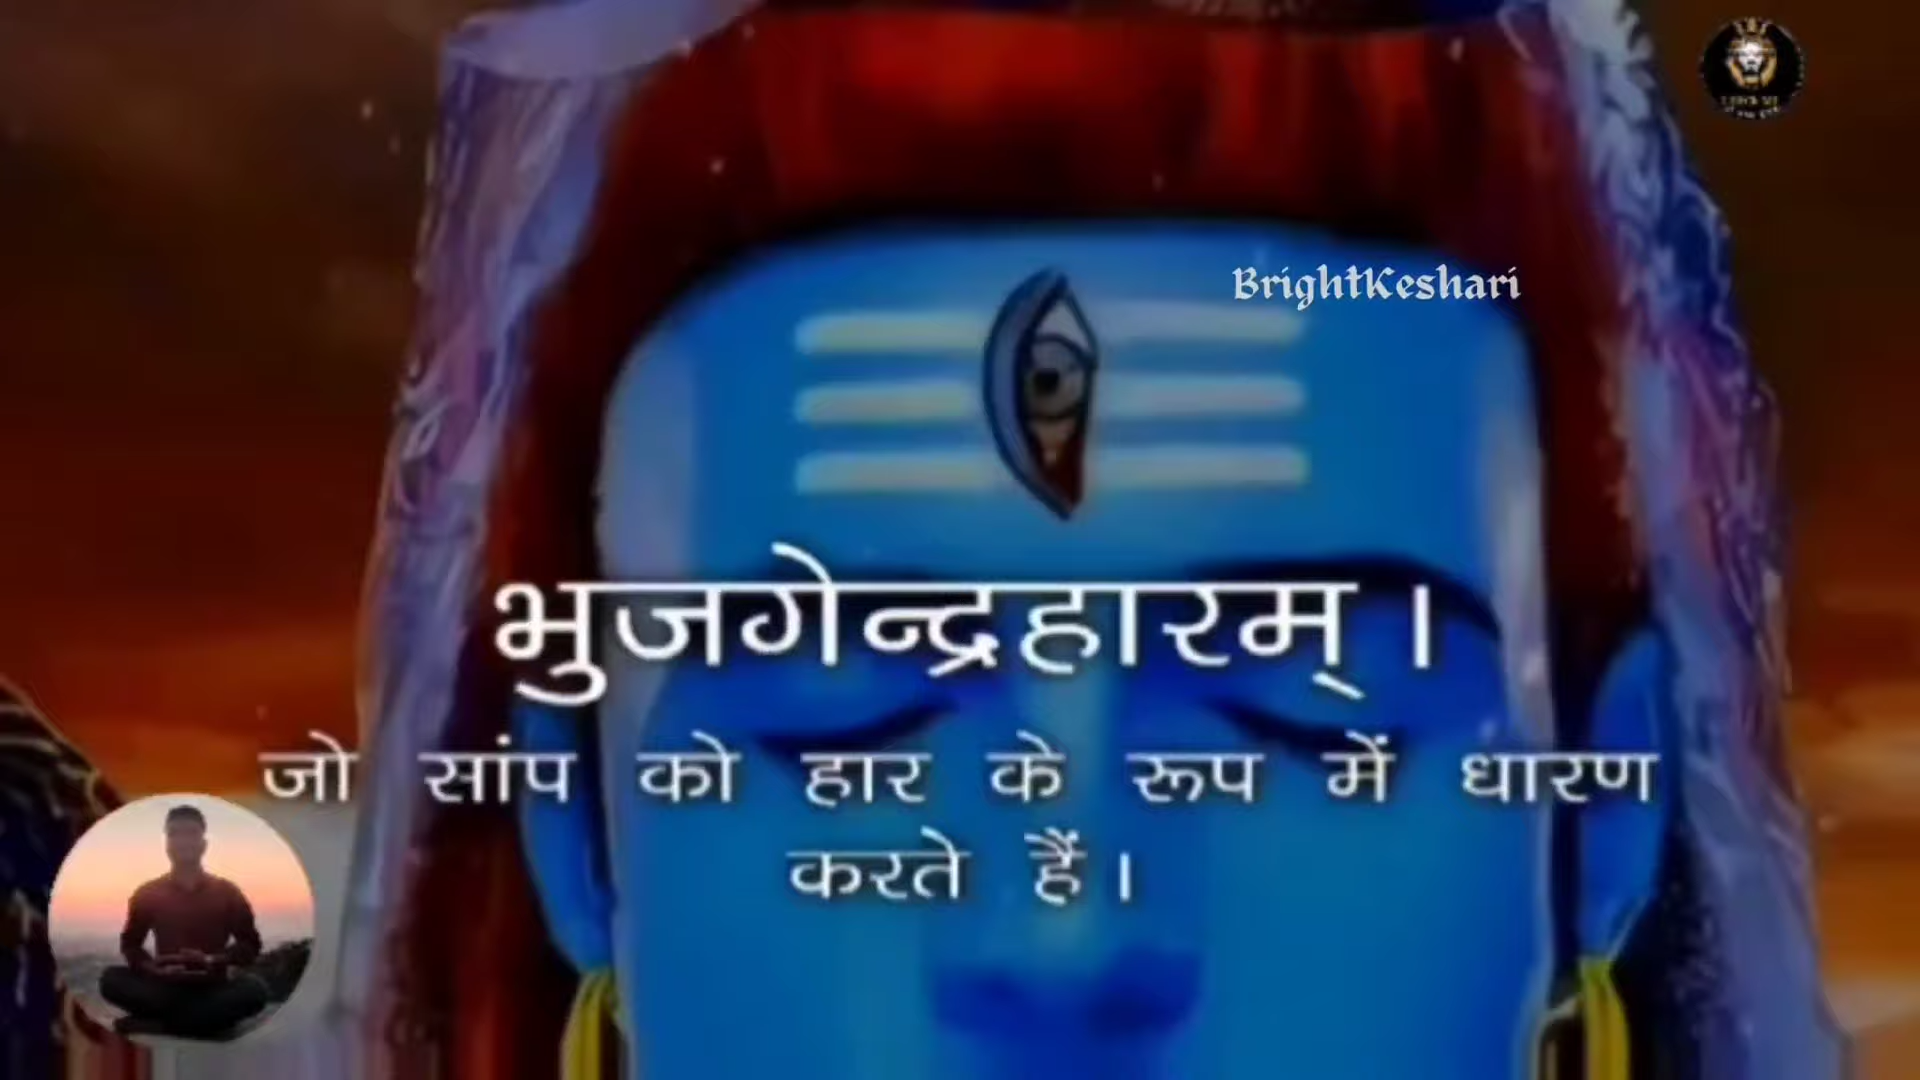 BrightKeshari
भुजगेन्द्रहारम् ।
जो सांप को हार के रूप में धारण
करते हैं।